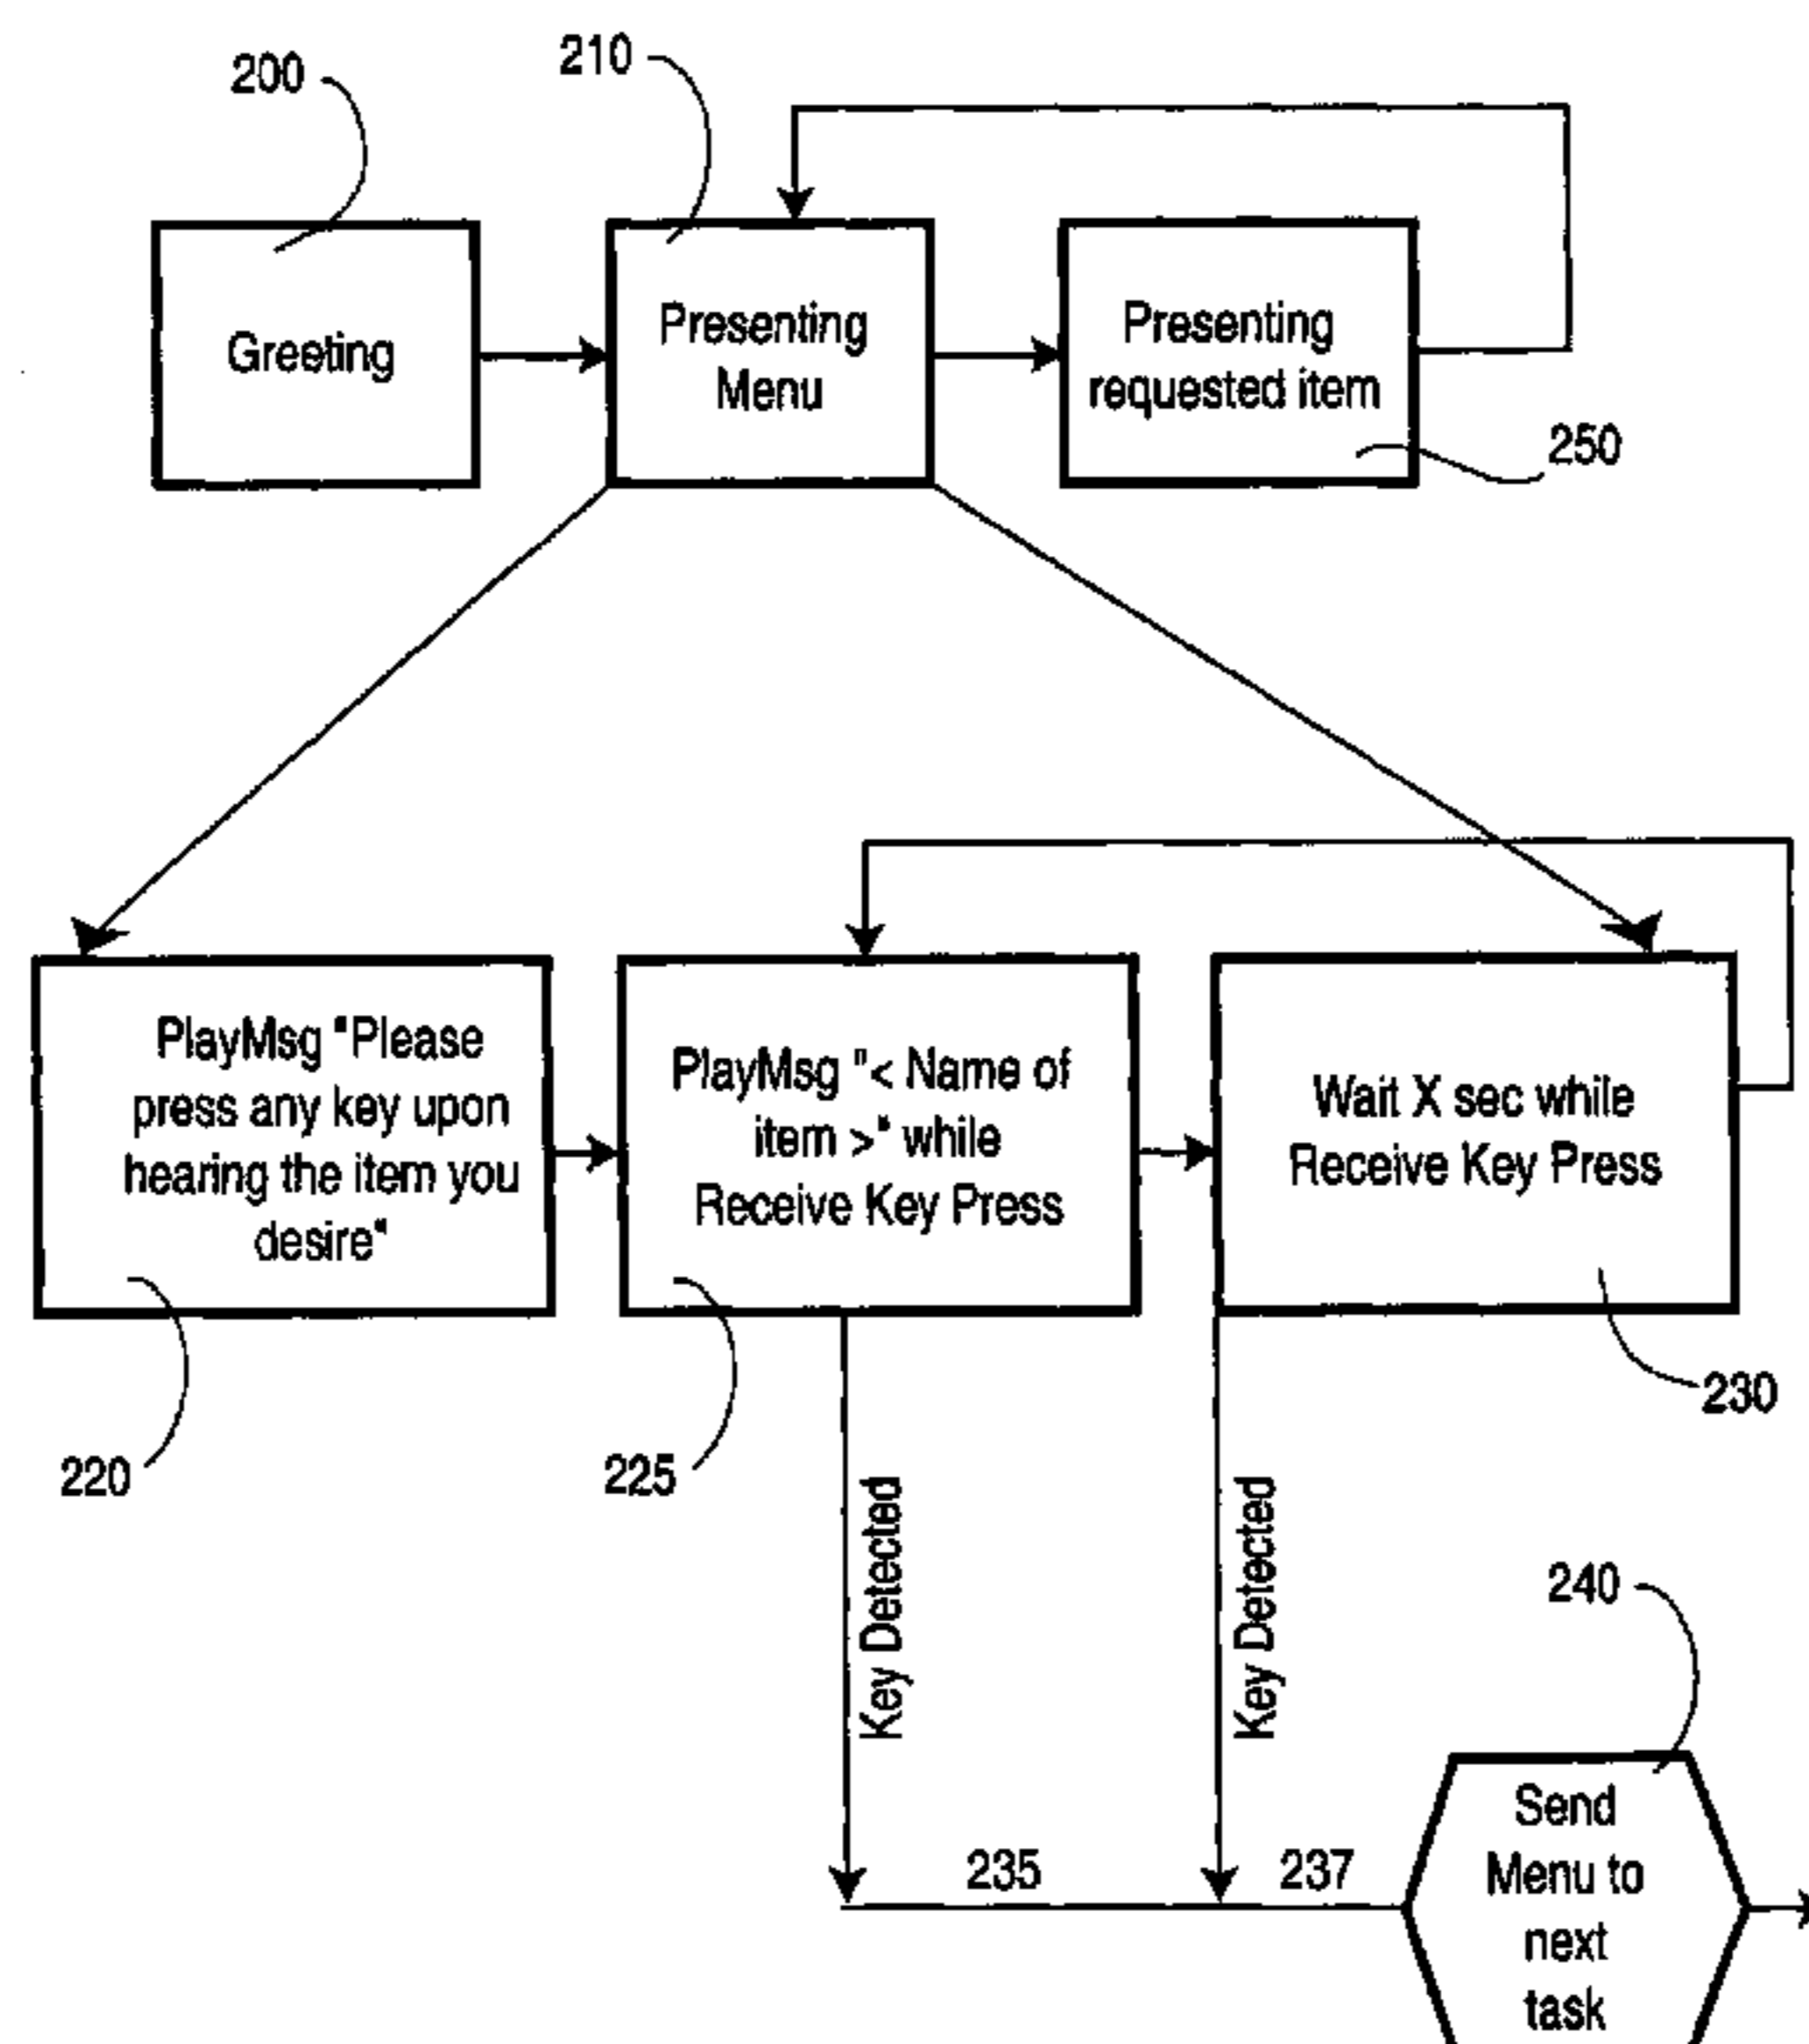 200
210
Greeting
Presenting
Menu
Presenting
requested item
250
PlayMsg "Please
press any key upon
hearing the item you
desire"
PlayMsg "< Name of
item >" while
Receive Key Press
Wait X sec while
Receive Key Press
220
225
230
Key Detected
Key Detected
240
235
237
Send
Menu to
next
task